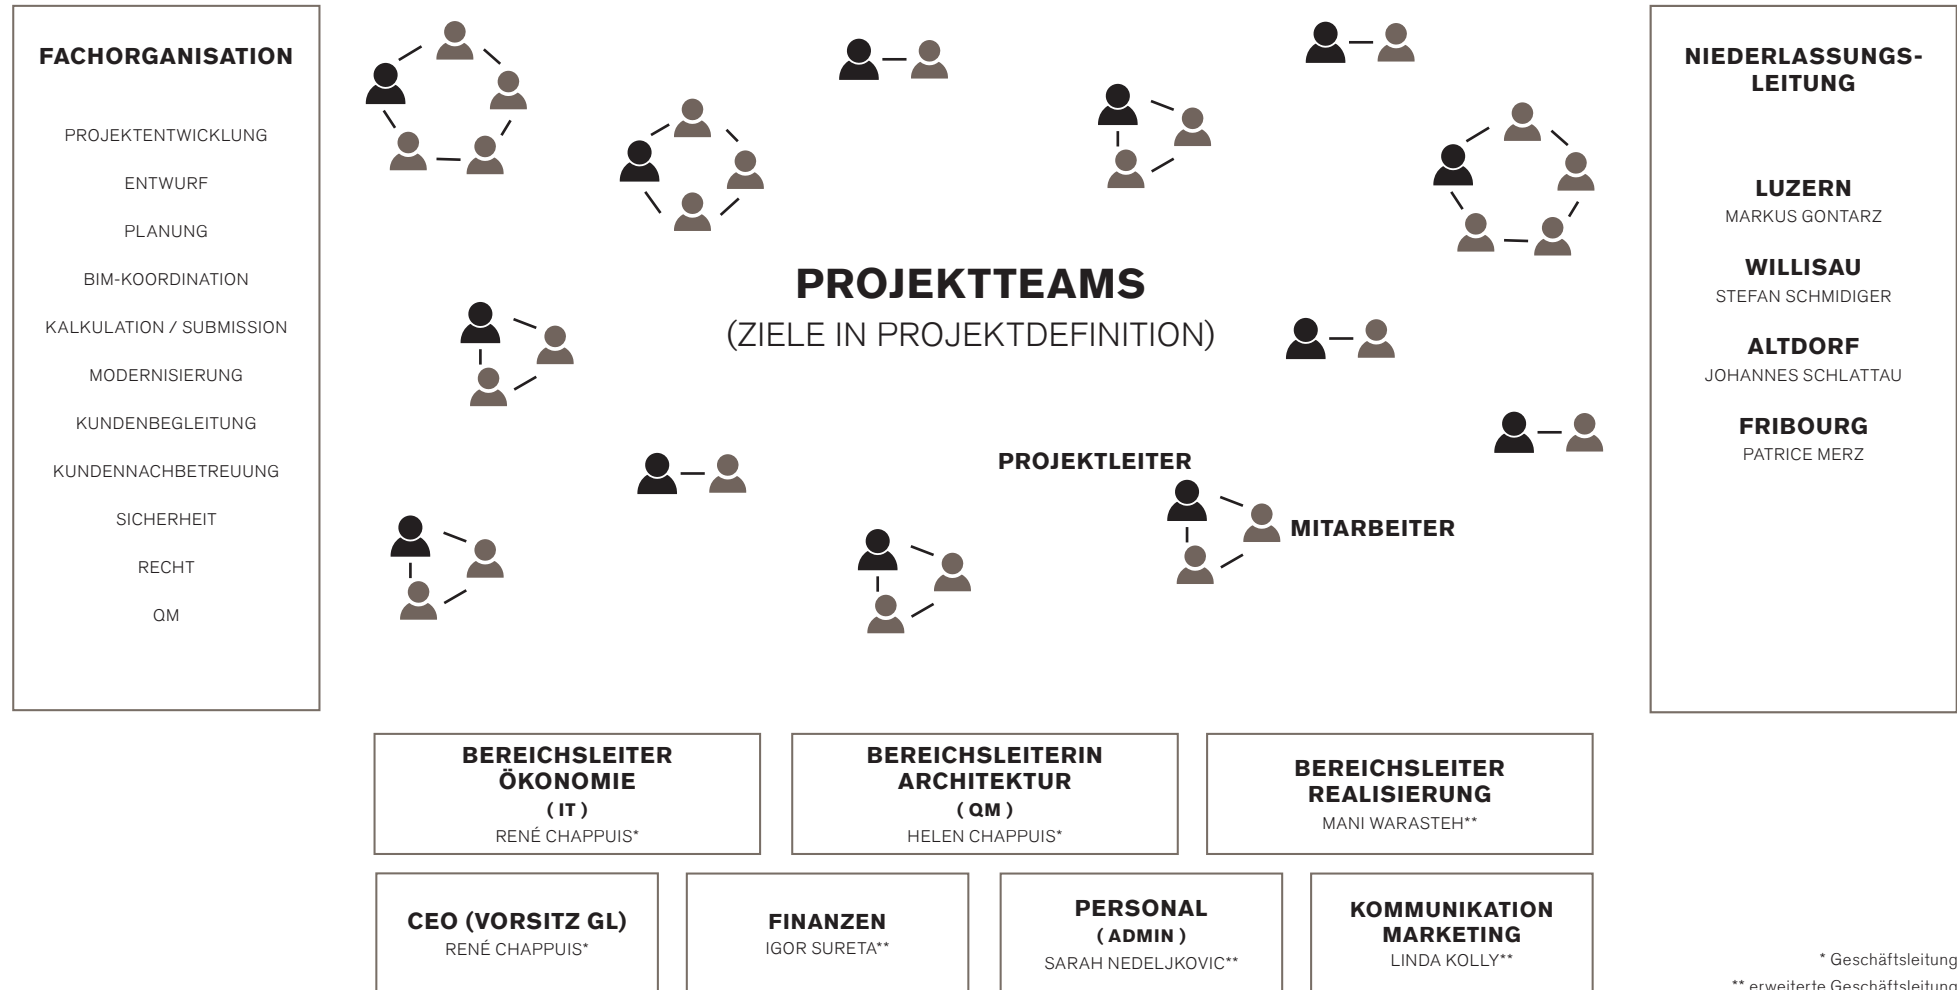 FACHORGANISATION
PROJEKTENTWICKLUNG
ENTWURF
PLANUNG
BIM-KOORDINATION
KALKULATION / SUBMISSION
MODERNISIERUNG
KUNDENBEGLEITUNG
KUNDENNACHBETREUUNG
SICHERHEIT
RECHT
QM
PROJEKTTEAMS
(ZIELE IN PROJEKTDEFINITION)
PROJEKTLEITER
MITARBEITER
NIEDERLASSUNGS-
LEITUNG
LUZERN
MARKUS GONTARZ
WILLISAU
STEFAN SCHMIDIGER
ALTDORF
JOHANNES SCHLATTAU
FRIBOURG
PATRICE MERZ
BEREICHSLEITER
ÖKONOMIE
( IT )
RENÉ CHAPPUIS*
BEREICHSLEITERIN
ARCHITEKTUR
( QM )
HELEN CHAPPUIS*
BEREICHSLEITER
REALISIERUNG
MANI WARASTEH**
CEO (VORSITZ GL)
RENÉ CHAPPUIS*
FINANZEN
IGOR SURETA**
PERSONAL
( ADMIN )
SARAH NEDELJKOVIC**
KOMMUNIKATION
MARKETING
LINDA KOLLY**
* Geschäftsleitung
** erweiterte Geschäftsleitung